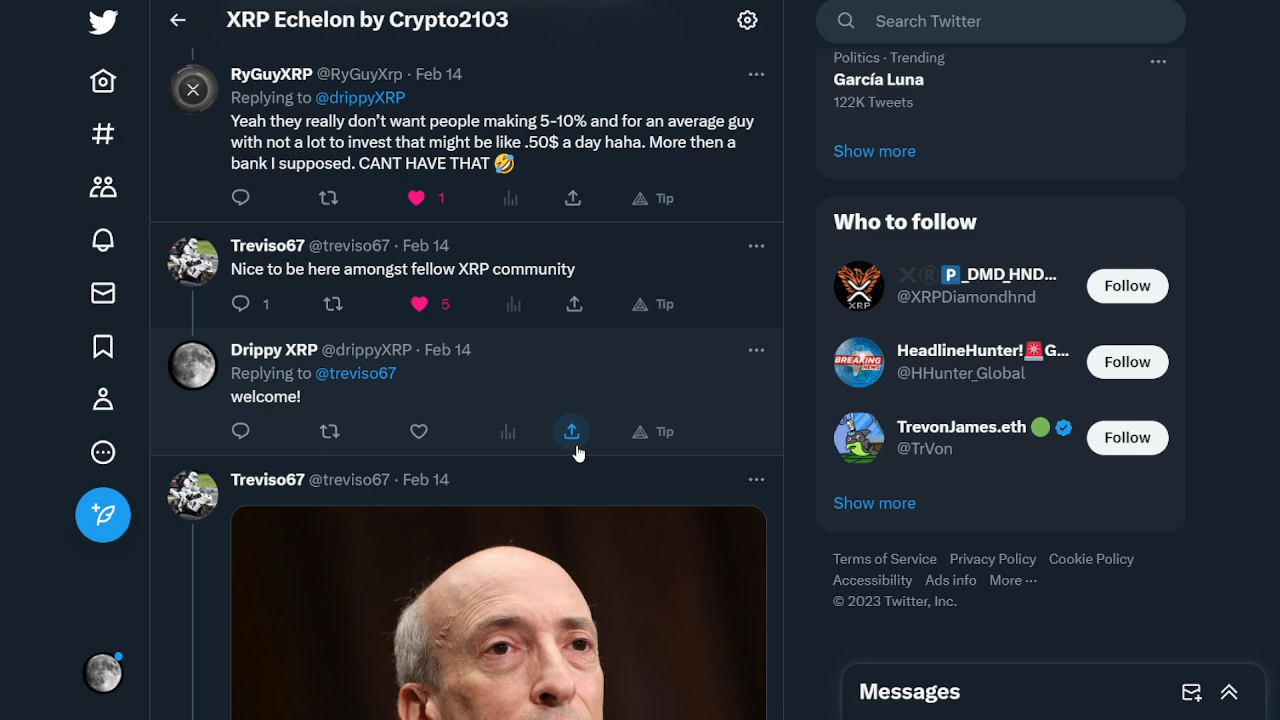 XRP Echelon by Crypto2103
RyGuyXRP @RyGuyXrp · Feb 14
Replying to @drippyXRP
Yeah they really don't want people making 5-10% and for an average guy
with not a lot to invest that might be like .50$ a day haha. More then a
bank I supposed. CANT HAVE THAT 🤣
1
Tip
Treviso67 @treviso67 · Feb 14
Nice to be here amongst fellow XRP community
1
5
Tip
Drippy XRP @drippyXRP · Feb 14
Replying to @treviso67
welcome!
Tip
Treviso67 @treviso67 · Feb 14
Search Twitter
Politics · Trending
García Luna
122K Tweets
Show more
Who to follow
XRP
X®🅿️_DMD_HND...
@XRPDiamondhnd
Follow
BREAKING
NEWS
HeadlineHunter!🚨G...
@HHunter_Global
Follow
TrevonJames.eth 🟢
@TrVon
Follow
Show more
Terms of Service Privacy Policy Cookie Policy
Accessibility Ads info More ···
© 2023 Twitter, Inc.
Messages